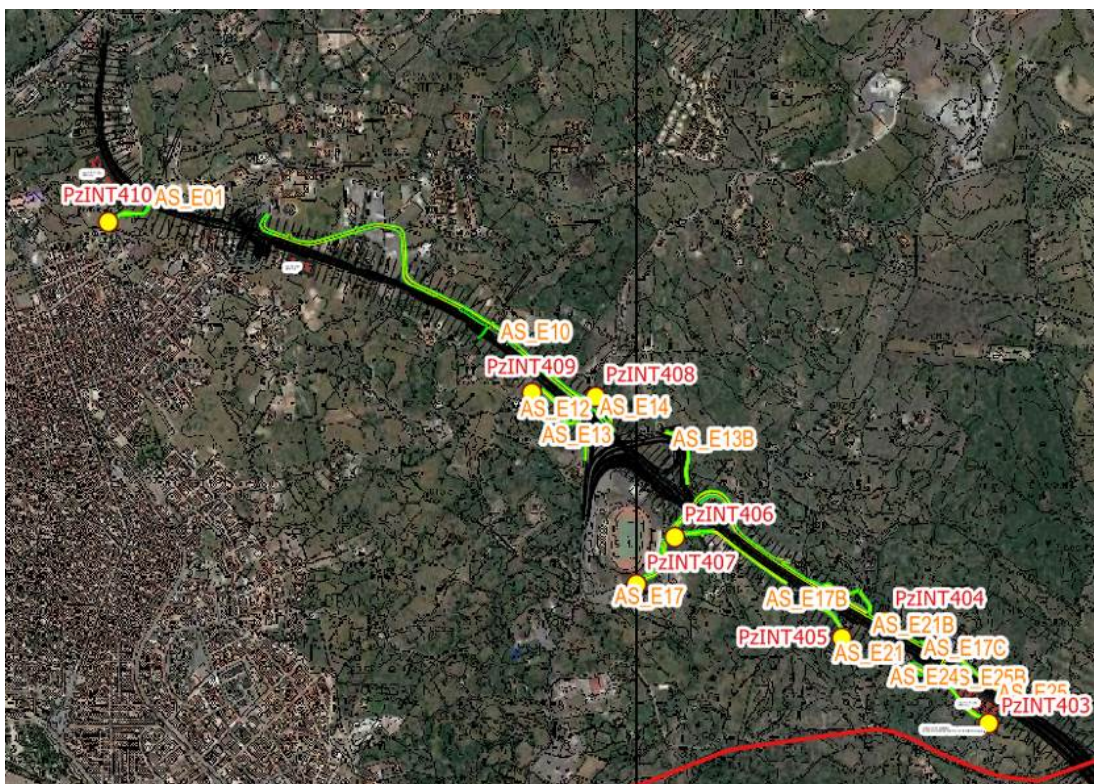 PzINT410
AS_E01
AS_E10
PzINT409
PzINT408
AS_E12
AS_E14
AS_E13
AS_E13B
PzINT406
PzINT407
AS_E17
AS_E17B
PzINT404
PzINT405
AS_E21B
AS_E21
AS_E17C
AS_E24
S_E25B
AS_E25
PzINT403